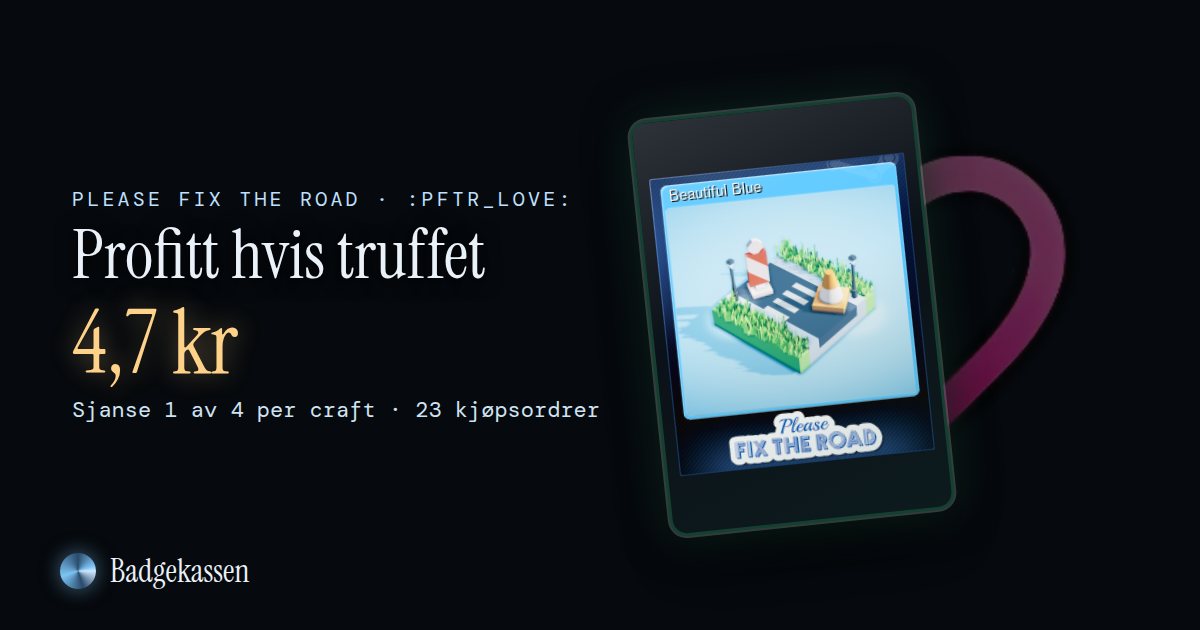 PLEASE FIX THE ROAD · :PFTR_LOVE:
Profitt hvis truffet
4,7 kr
Sjanse 1 av 4 per craft · 23 kjøpsordrer
Badgekassen
Beautiful Blue
Please
FIX THE ROAD